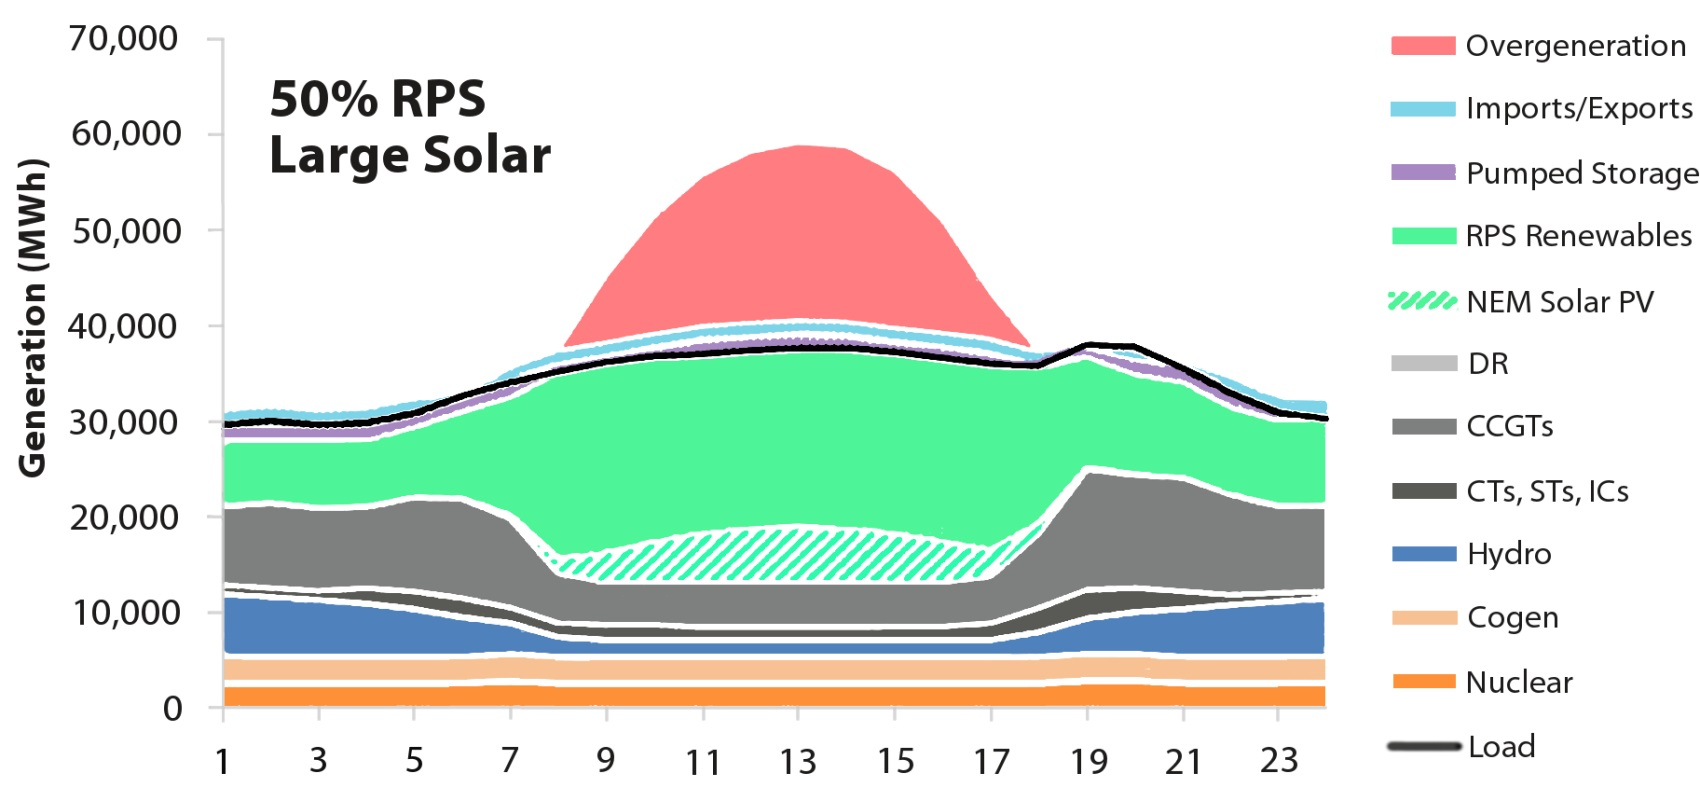 50% RPS
Large Solar
Generation (MWh)
70,000
60,000
50,000
40,000
30,000
20,000
10,000
0
1 3 5 7 9 11 13 15 17 19 21 23
Overgeneration
Imports/Exports
Pumped Storage
RPS Renewables
NEM Solar PV
DR
CCGTs
CTs, STs, ICs
Hydro
Cogen
Nuclear
Load